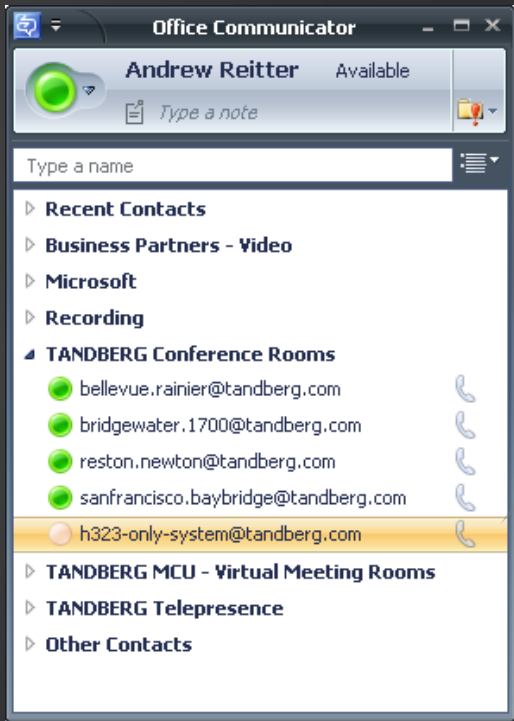 Office Communicator
Andrew Reitter Available
Type a note
Type a name
Recent Contacts
Business Partners - Video
Microsoft
Recording
TANDBERG Conference Rooms
bellevue.rainier@tandberg.com
bridgewater.1700@tandberg.com
reston.newton@tandberg.com
sanfrancisco.baybridge@tandberg.com
h323-only-system@tandberg.com
TANDBERG MCU - Virtual Meeting Rooms
TANDBERG Telepresence
Other Contacts